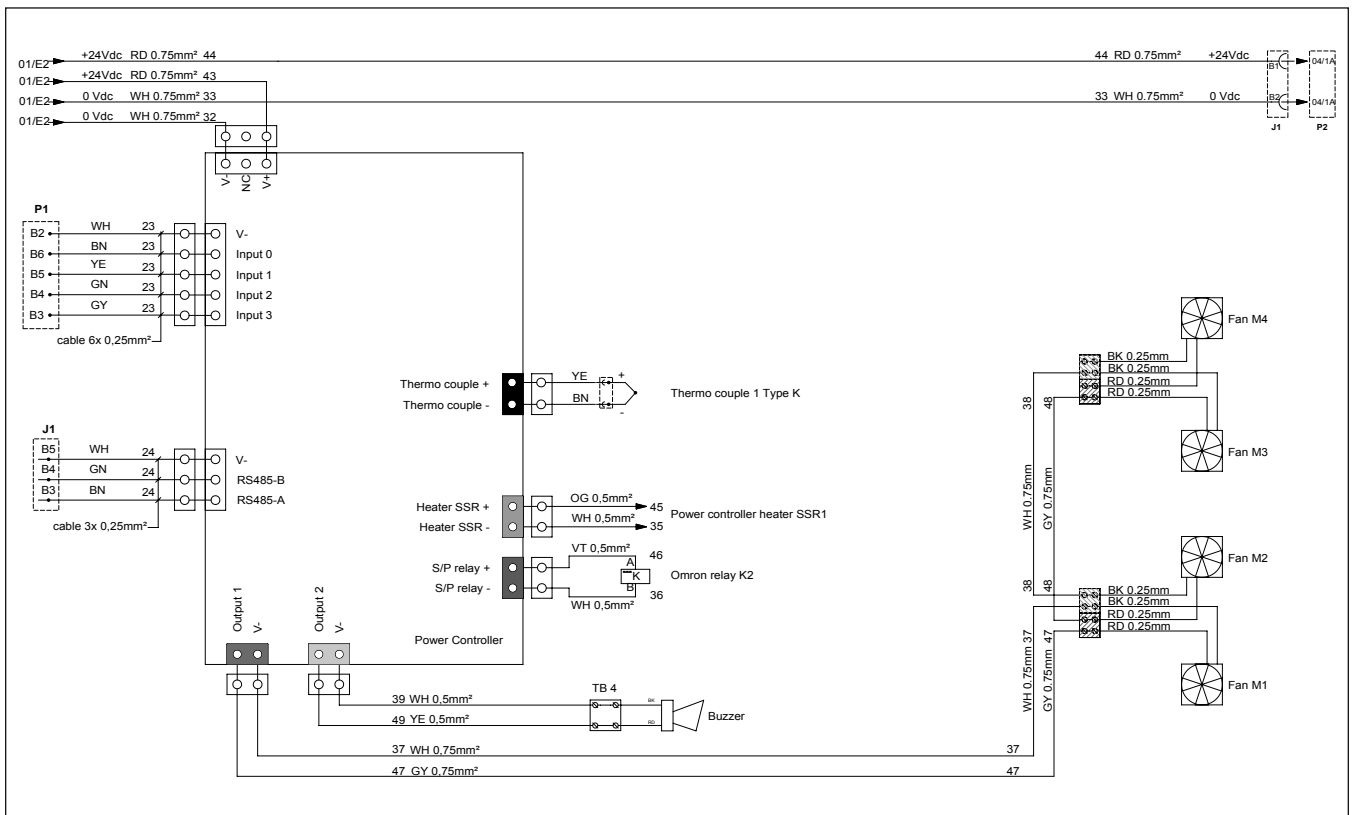 01/E2 +24Vdc RD 0.75mm² 44
44 RD 0.75mm² +24Vdc B1 04/1A
01/E2 +24Vdc RD 0.75mm² 43
01/E2 0 Vdc WH 0.75mm² 33
33 WH 0.75mm² 0 Vdc B2 04/1A
01/E2 0 Vdc WH 0.75mm² 32
J1 P2
V- NC V+
P1
B2 WH 23 V-
B6 BN 23 Input 0
B5 YE 23 Input 1
B4 GN 23 Input 2
B3 GY 23 Input 3
cable 6x 0,25mm²
Thermo couple + YE +
Thermo couple - BN -
Thermo couple 1 Type K
J1
B5 WH 24 V-
B4 GN 24 RS485-B
B3 BN 24 RS485-A
cable 3x 0,25mm²
Heater SSR + OG 0,5mm² 45
Heater SSR - WH 0,5mm² 35
Power controller heater SSR1
S/P relay + VT 0,5mm² 46
A
K
B
S/P relay - WH 0,5mm² 36
Omron relay K2
Output 1 V- Output 2 V-
Power Controller
TB 4
39 WH 0,5mm² BK
49 YE 0,5mm² RD
Buzzer
37 WH 0,75mm² 37
47 GY 0,75mm² 47
Fan M4
BK 0.25mm
BK 0.25mm
RD 0.25mm
RD 0.25mm
Fan M3
38 48
WH 0.75mm GY 0.75mm
38 48
Fan M2
BK 0.25mm
BK 0.25mm
RD 0.25mm
RD 0.25mm
Fan M1
WH 0.75mm 37
GY 0.75mm 47